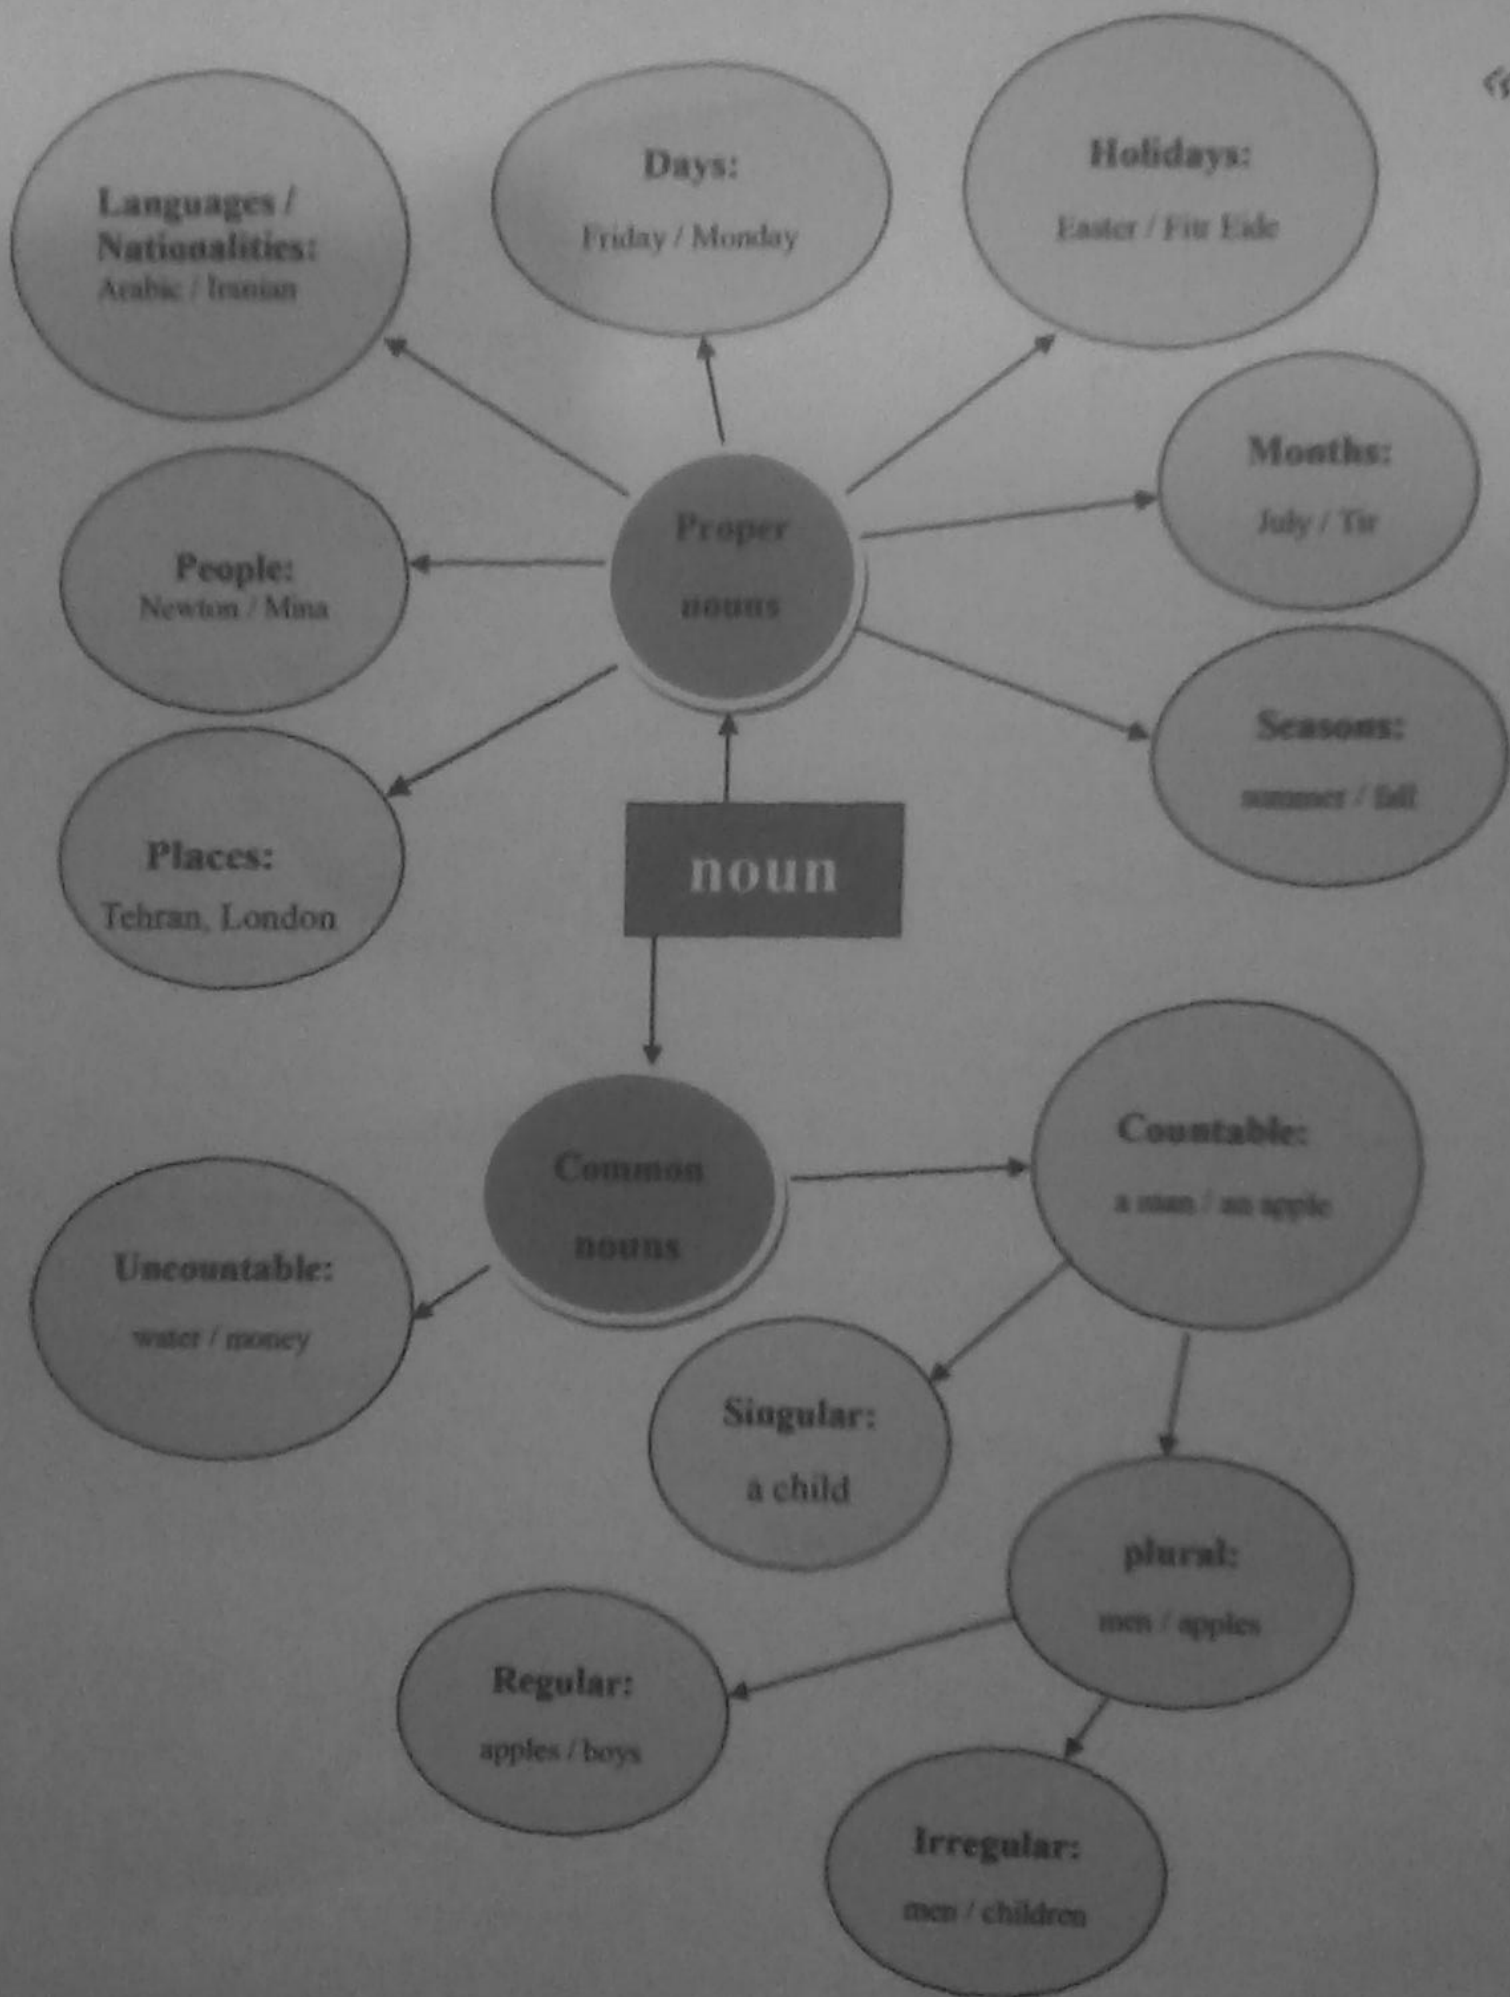 «
Languages /
Nationalities:
Arabic / Iranian
Days:
Friday / Monday
Holidays:
Easter / Fitr Eide
Months:
July / Tir
People:
Newton / Mina
Proper
nouns
Seasons:
summer / fall
Places:
Tehran, London
noun
Common
nouns
Countable:
a man / an apple
Uncountable:
water / money
Singular:
a child
plural:
men / apples
Regular:
apples / boys
Irregular:
men / children